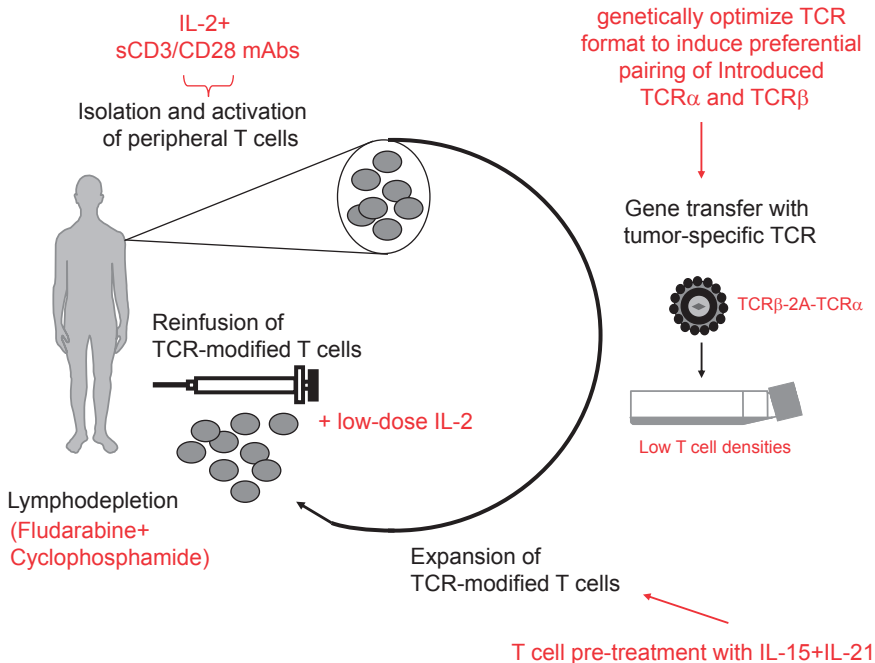 IL-2+
sCD3/CD28 mAbs
Isolation and activation
of peripheral T cells
genetically optimize TCR
format to induce preferential
pairing of Introduced
TCRα and TCRβ
Gene transfer with
tumor-specific TCR
TCRβ-2A-TCRα
Low T cell densities
Reinfusion of
TCR-modified T cells
+ low-dose IL-2
Lymphodepletion
(Fludarabine+
Cyclophosphamide)
Expansion of
TCR-modified T cells
T cell pre-treatment with IL-15+IL-21